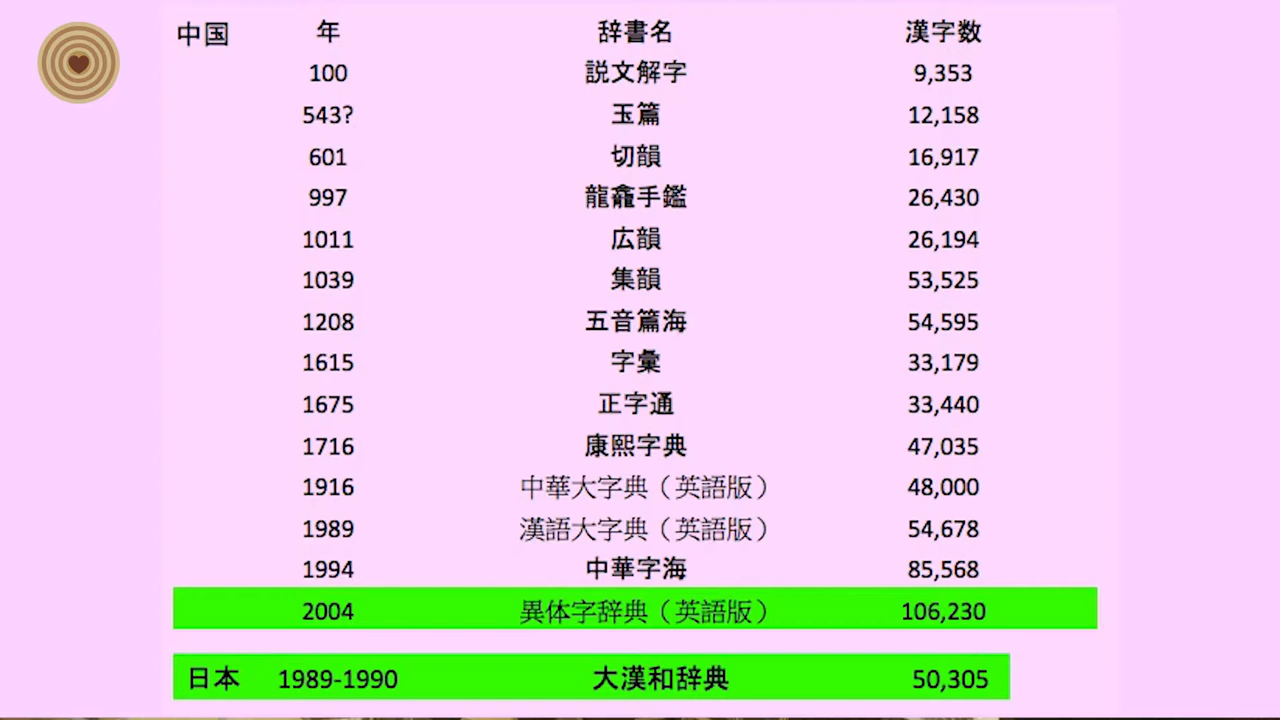 中国 年 辞書名 漢字数
100 説文解字 9,353
543? 玉篇 12,158
601 切韻 16,917
997 龍龕手鑑 26,430
1011 広韻 26,194
1039 集韻 53,525
1208 五音篇海 54,595
1615 字彙 33,179
1675 正字通 33,440
1716 康熙字典 47,035
1916 中華大字典（英語版） 48,000
1989 漢語大字典（英語版） 54,678
1994 中華字海 85,568
2004 異体字辞典（英語版） 106,230
日本 1989-1990 大漢和辞典 50,305